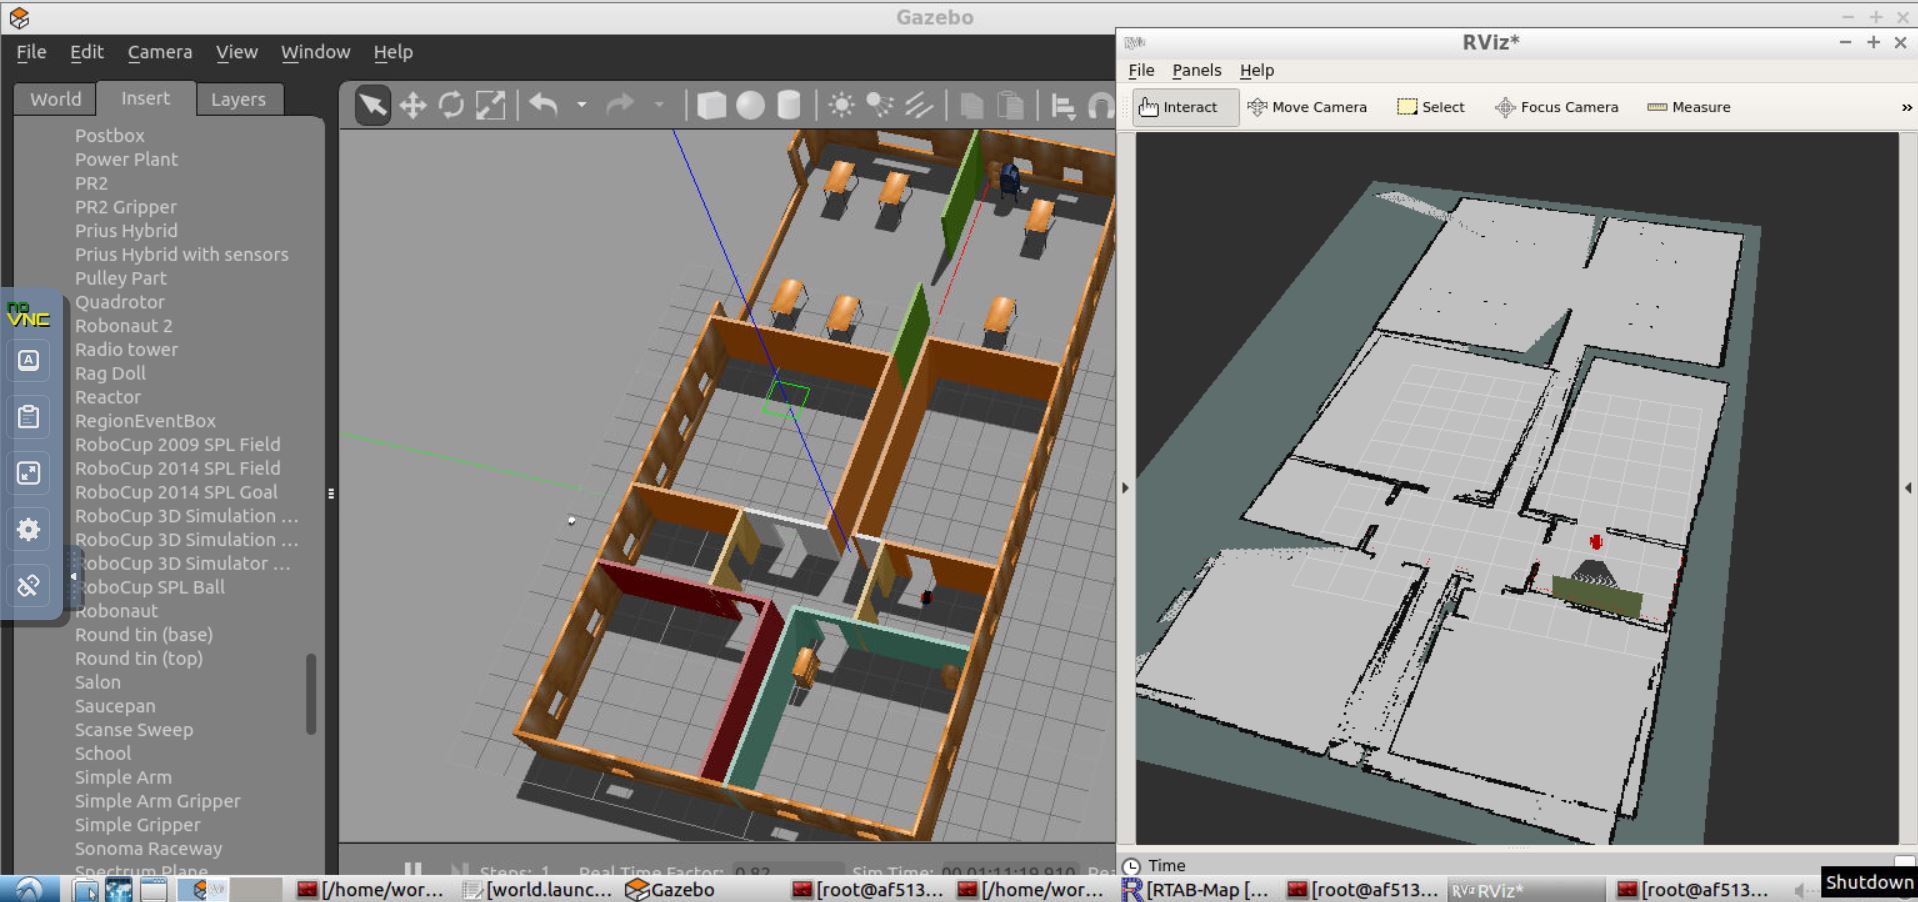 Gazebo
File Edit Camera View Window Help
World Insert Layers
Postbox
Power Plant
PR2
PR2 Gripper
Prius Hybrid
Prius Hybrid with sensors
Pulley Part
Quadrotor
Robonaut 2
Radio tower
Rag Doll
Reactor
RegionEventBox
RoboCup 2009 SPL Field
RoboCup 2014 SPL Field
RoboCup 2014 SPL Goal
RoboCup 3D Simulation ...
RoboCup 3D Simulation ...
RoboCup 3D Simulator ...
RoboCup SPL Ball
Robonaut
Round tin (base)
Round tin (top)
Salon
Saucepan
Scanse Sweep
School
Simple Arm
Simple Arm Gripper
Simple Gripper
Sonoma Raceway
Spectrum Plane
no
VNC
A
Steps: 1 Real Time Factor: 0.82 Sim Time: 00 01:11:19.910 Rea
RViz
RViz*
File Panels Help
Interact Move Camera Select Focus Camera Measure »
Time
[/home/wor... [world.launc... Gazebo [root@af513... [/home/wor... [RTAB-Map [... [root@af513... RViz RViz* [root@af513... Shutdown